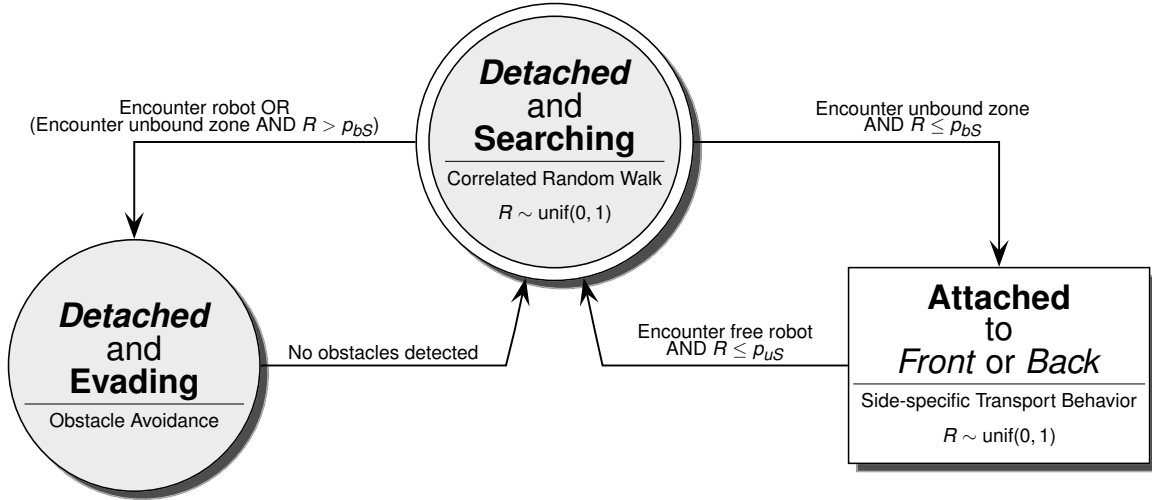 Detached
and
Searching
Correlated Random Walk
R ∼ unif(0, 1)
Encounter robot OR
(Encounter unbound zone AND R > p_bS)
Encounter unbound zone
AND R ≤ p_bS
Detached
and
Evading
Obstacle Avoidance
No obstacles detected
Encounter free robot
AND R ≤ p_uS
Attached
to
Front or Back
Side-specific Transport Behavior
R ∼ unif(0, 1)